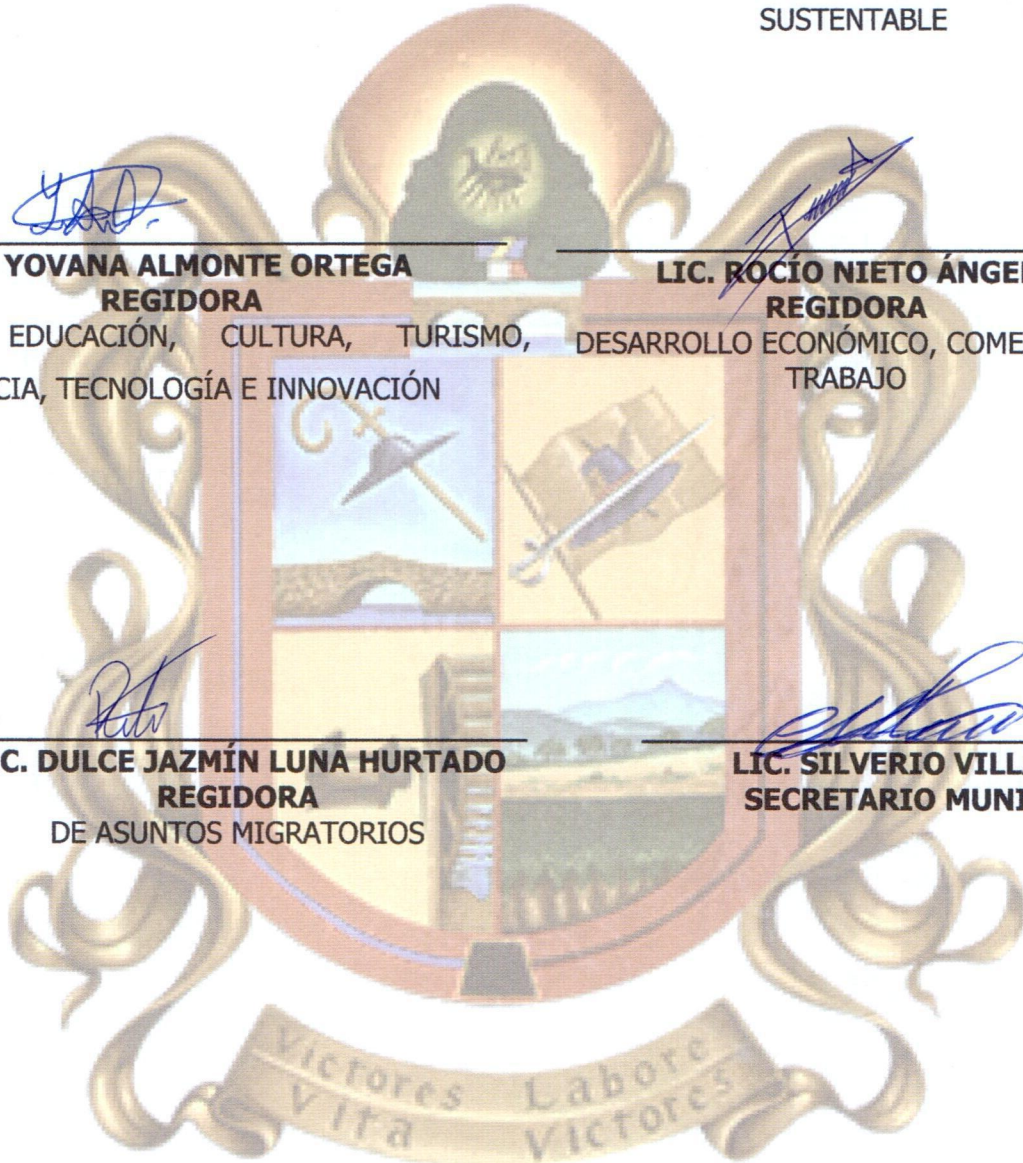 SUSTENTABLE
YOVANA ALMONTE ORTEGA
REGIDORA
EDUCACIÓN, CULTURA, TURISMO,
CIA, TECNOLOGÍA E INNOVACIÓN
LIC. ROCÍO NIETO ÁNGEL
REGIDORA
DESARROLLO ECONÓMICO, COME
TRABAJO
C. DULCE JAZMÍN LUNA HURTADO
REGIDORA
DE ASUNTOS MIGRATORIOS
LIC. SILVERIO VILL
SECRETARIO MUNI
Victores Labore
Vita Victores